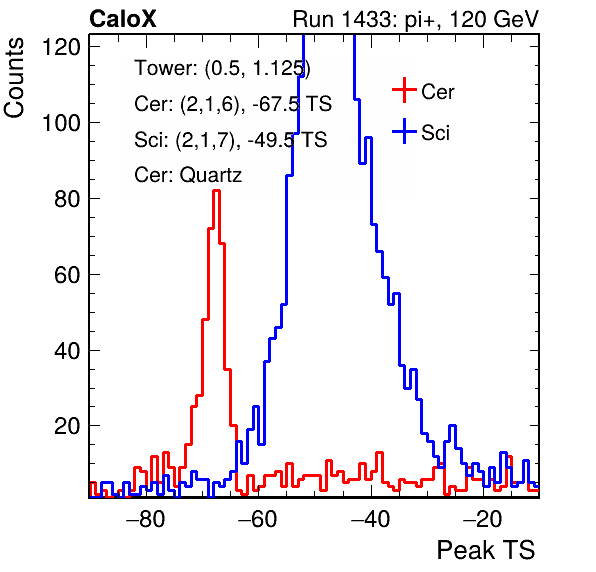 CaloX Run 1433: pi+, 120 GeV
Counts
120
100
80
60
40
20
Tower: (0.5, 1.125)
Cer: (2,1,6), -67.5 TS
Sci: (2,1,7), -49.5 TS
Cer: Quartz
Cer
Sci
−80 −60 −40 −20
Peak TS